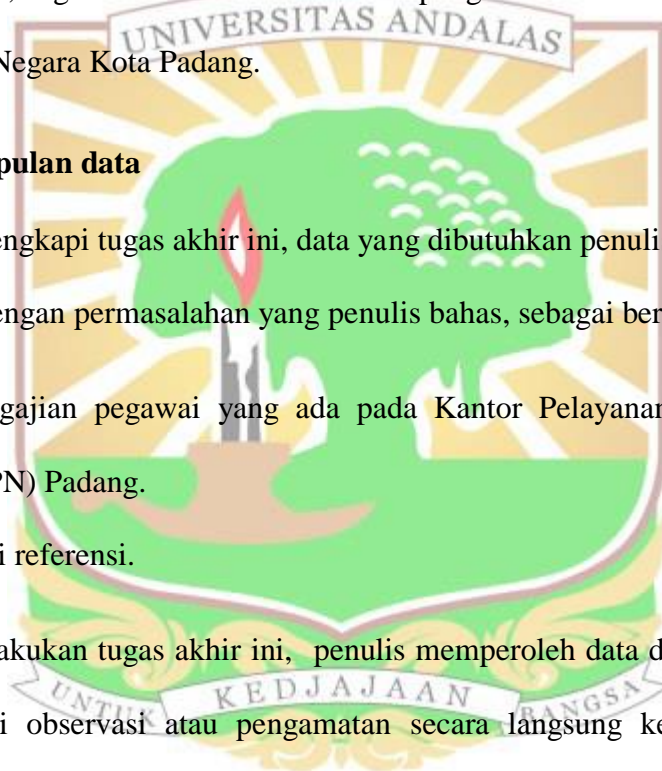 UNIVERSITAS ANDALAS
Negara Kota Padang.
pulan data
engkapi tugas akhir ini, data yang dibutuhkan penuli
engan permasalahan yang penulis bahas, sebagai ber
gajian pegawai yang ada pada Kantor Pelayanan
PN) Padang.
i referensi.
akukan tugas akhir ini, penulis memperoleh data d
i observasi atau pengamatan secara langsung ke
UNTUK KEDJAJAAN BANGSA